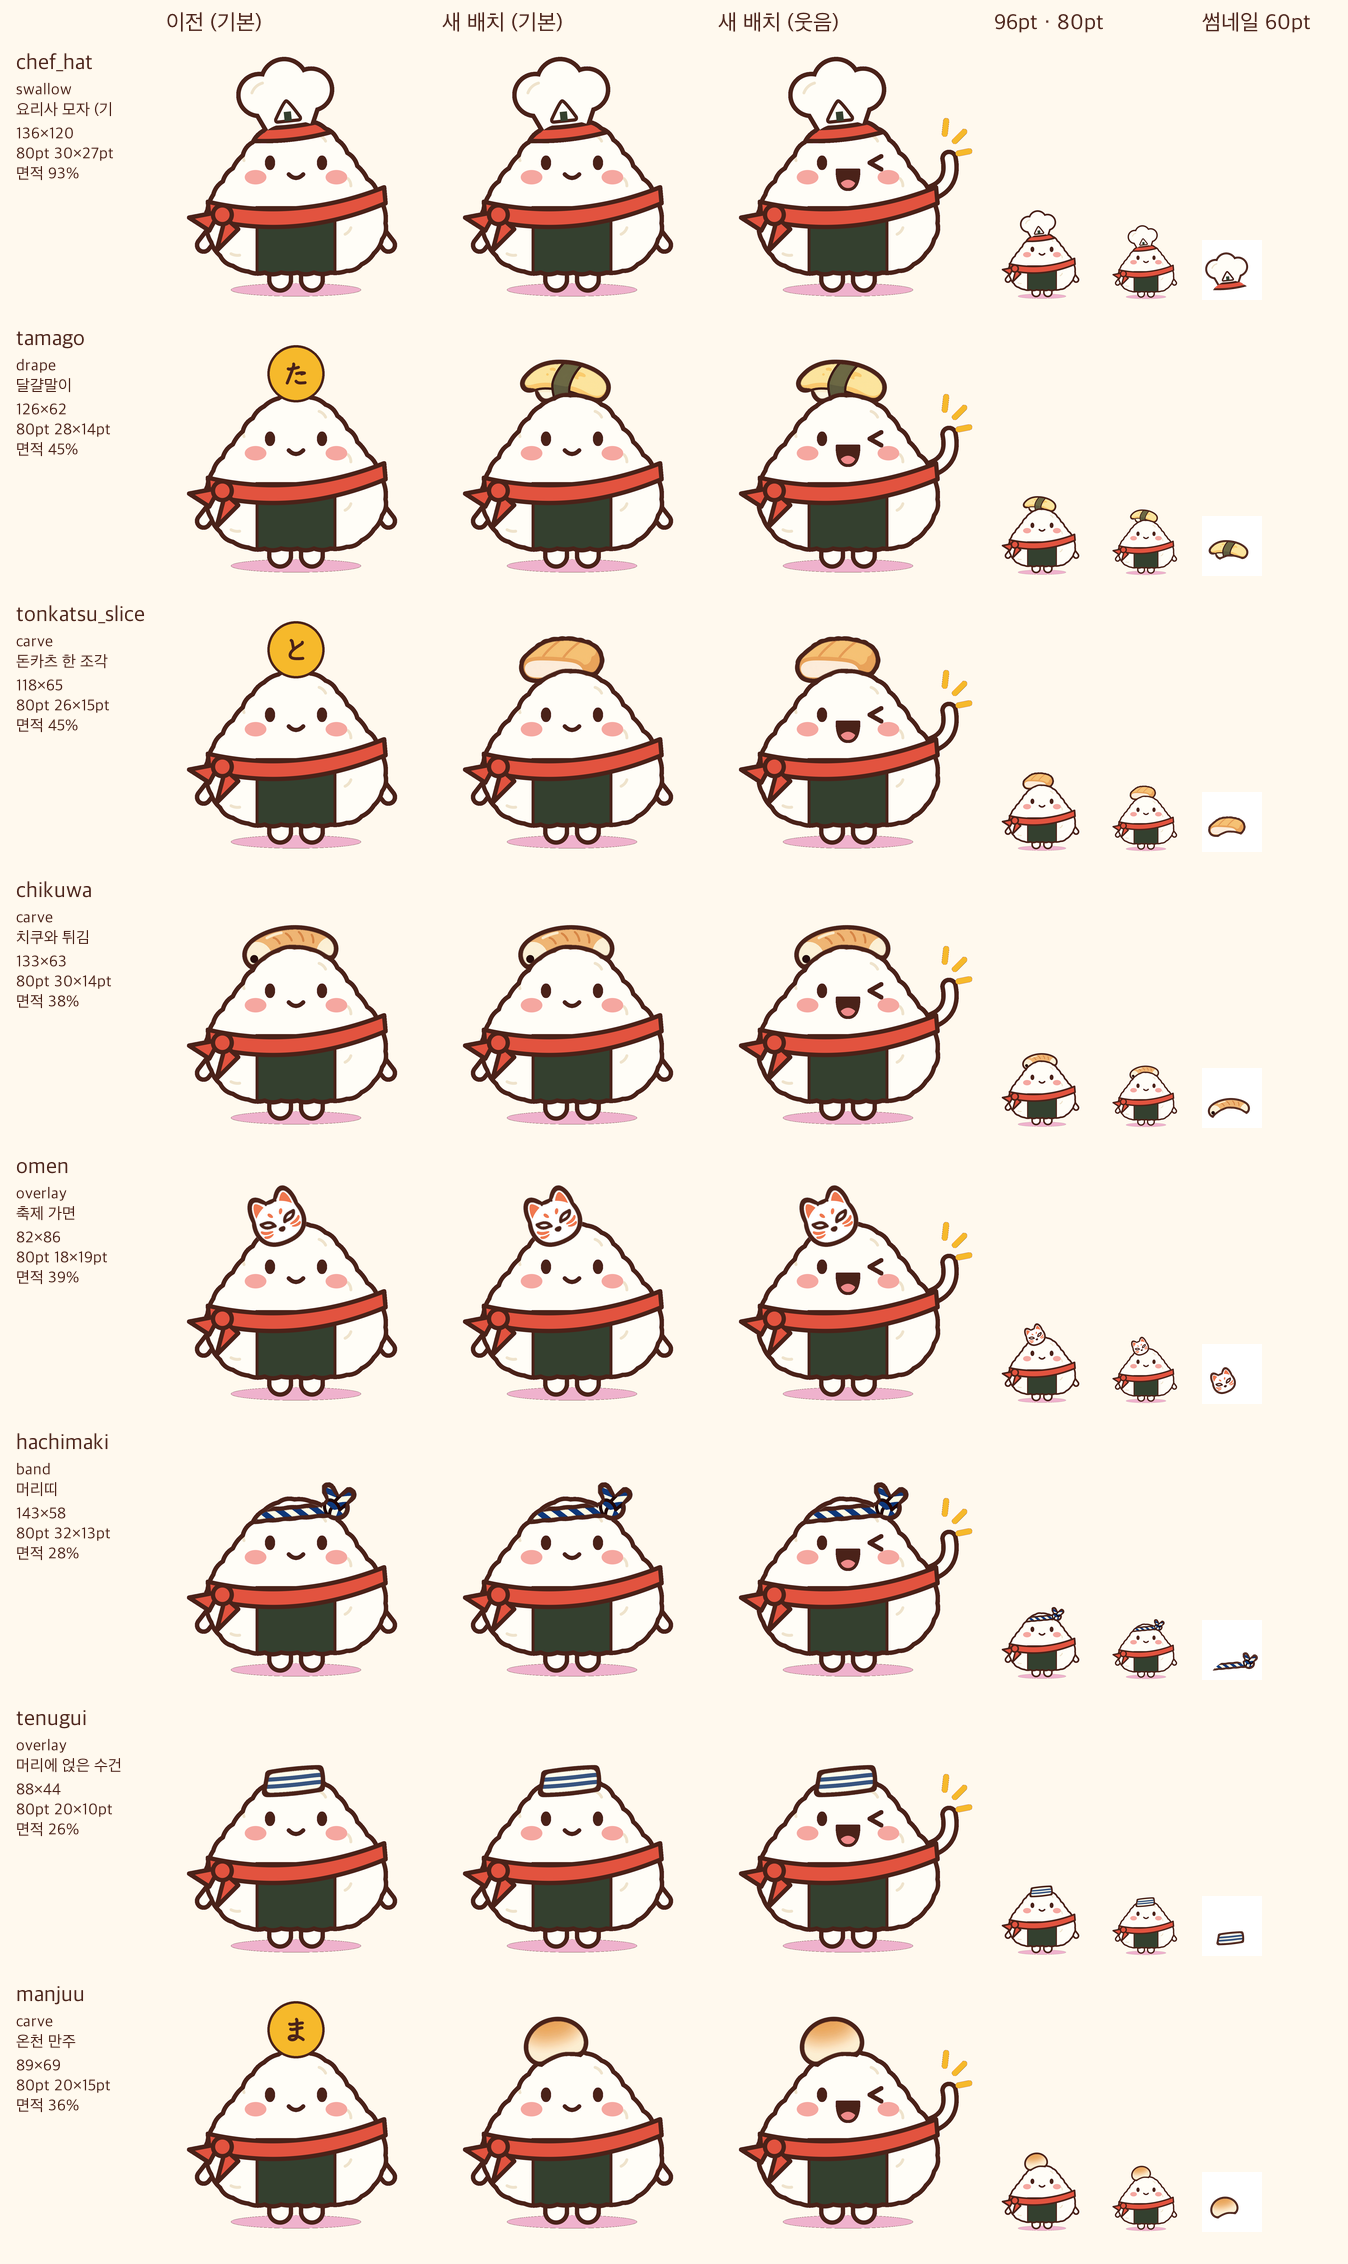 이전 (기본)
새 배치 (기본)
새 배치 (웃음)
96pt · 80pt
썸네일 60pt
chef_hat
swallow
요리사 모자 (기
136×120
80pt 30×27pt
면적 93%
tamago
drape
달걀말이
126×62
80pt 28×14pt
면적 45%
た
tonkatsu_slice
carve
돈카츠 한 조각
118×65
80pt 26×15pt
면적 45%
と
chikuwa
carve
치쿠와 튀김
133×63
80pt 30×14pt
면적 38%
omen
overlay
축제 가면
82×86
80pt 18×19pt
면적 39%
hachimaki
band
머리띠
143×58
80pt 32×13pt
면적 28%
tenugui
overlay
머리에 얹은 수건
88×44
80pt 20×10pt
면적 26%
manjuu
carve
온천 만주
89×69
80pt 20×15pt
면적 36%
ま